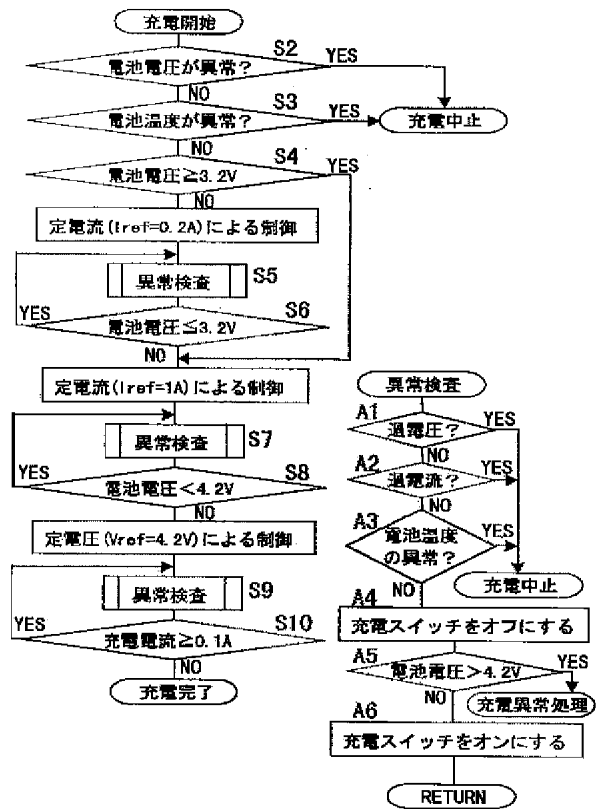 充電開始
S2
電池電圧が異常?
YES
NO
S3
電池温度が異常?
YES
充電中止
NO
S4
電池電圧≧3.2V
YES
NO
定電流(Iref=0.2A)による制御
異常検査
S5
S6
YES
電池電圧≦3.2V
NO
定電流(Iref=1A)による制御
異常検査
S7
YES
S8
電池電圧<4.2V
NO
定電圧(Vref=4.2V)による制御
異常検査
S9
YES
S10
充電電流≧0.1A
NO
充電完了
異常検査
A1
過電圧?
YES
NO
A2
過電流?
YES
NO
A3
電池温度
の異常?
YES
NO
充電中止
A4
充電スイッチをオフにする
A5
電池電圧>4.2V
YES
NO
充電異常処理
A6
充電スイッチをオンにする
RETURN